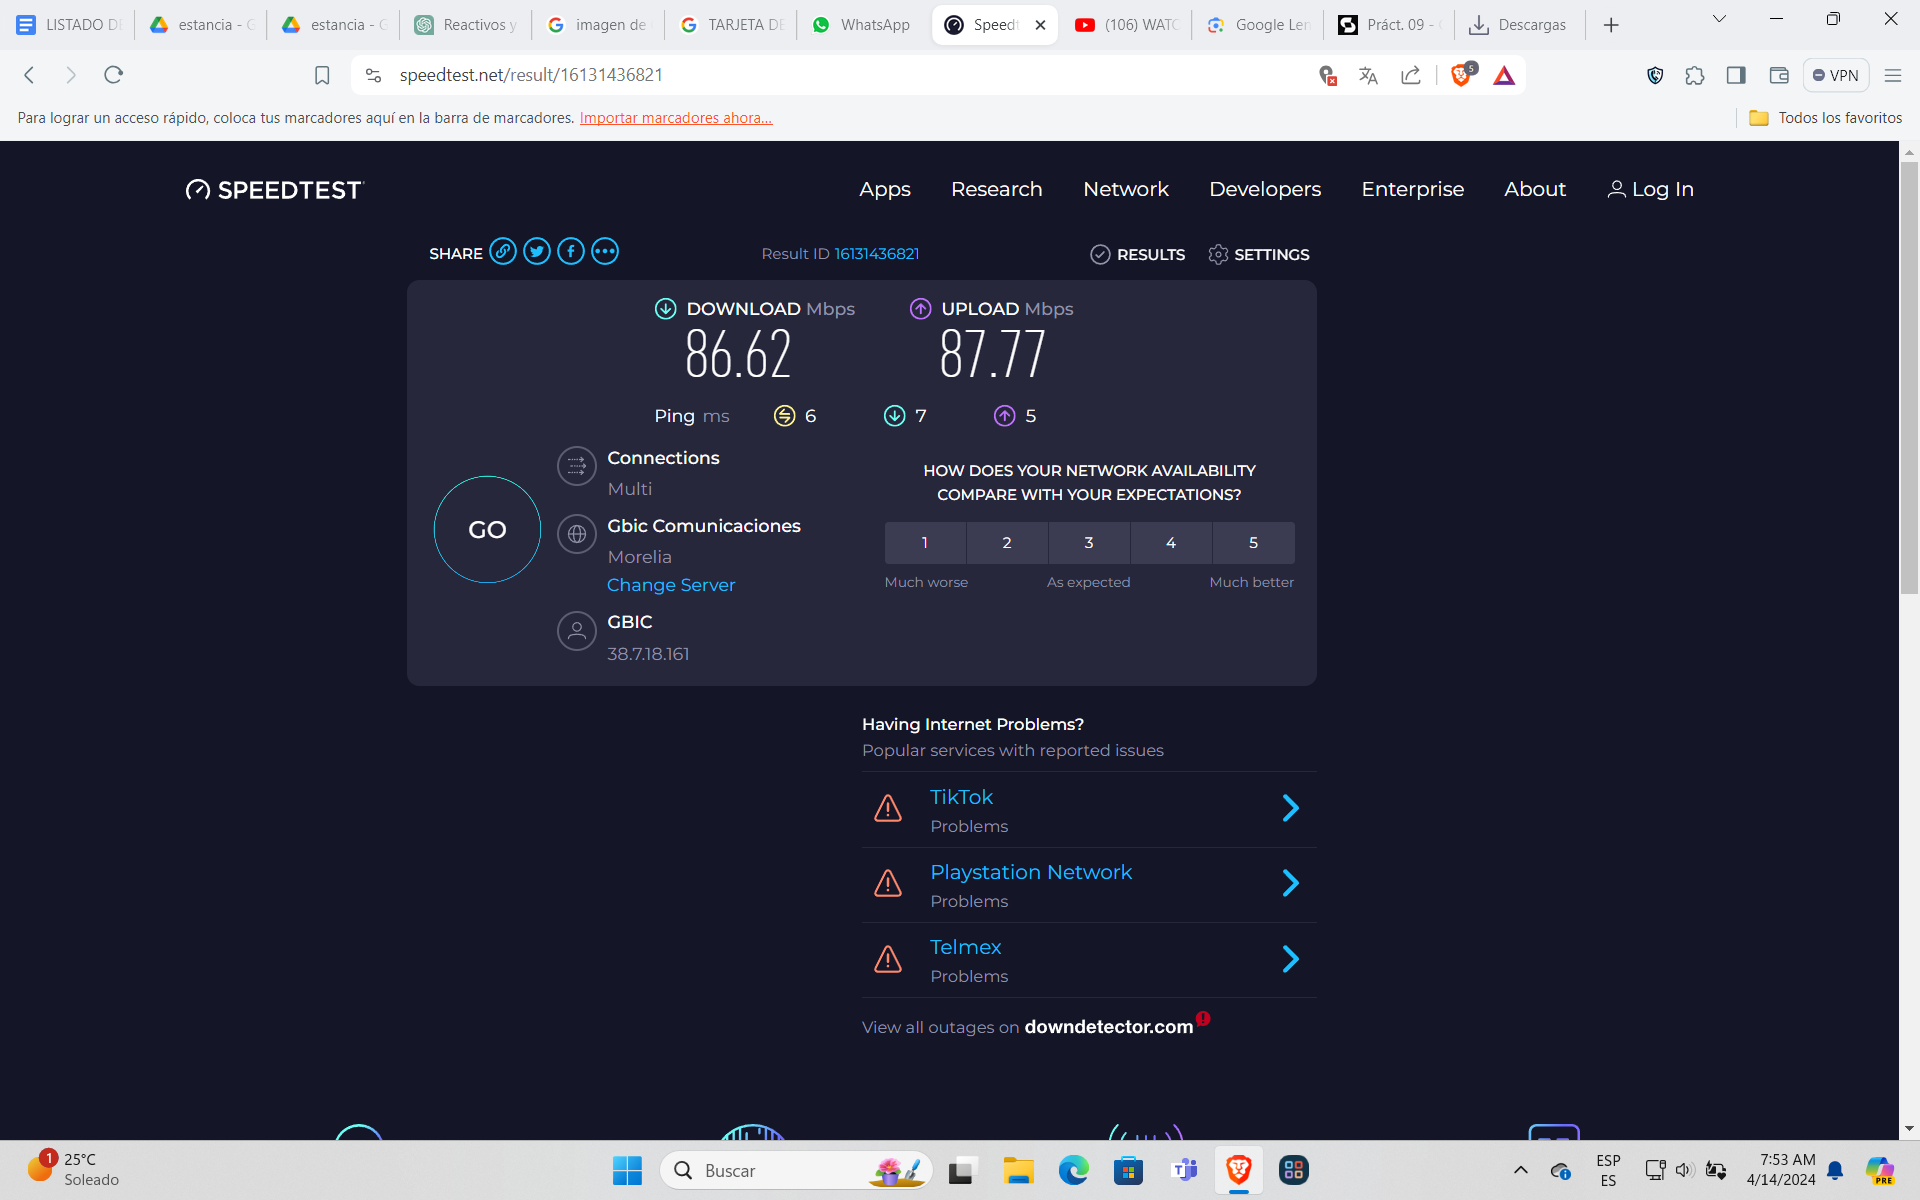 LISTADO DE
estancia - G
estancia - G
Reactivos y
imagen de
TARJETA DE
WhatsApp
Speedt
(106) WATC
Google Len
Práct. 09 -
Descargas
speedtest.net/result/16131436821
5
VPN
Para lograr un acceso rápido, coloca tus marcadores aquí en la barra de marcadores. Importar marcadores ahora...
Todos los favoritos
SPEEDTEST
Apps
Research
Network
Developers
Enterprise
About
Log In
SHARE
Result ID 16131436821
RESULTS
SETTINGS
DOWNLOAD Mbps
86.62
UPLOAD Mbps
87.77
Ping ms
6
7
5
GO
Connections
Multi
Gbic Comunicaciones
Morelia
Change Server
GBIC
38.7.18.161
HOW DOES YOUR NETWORK AVAILABILITY
COMPARE WITH YOUR EXPECTATIONS?
1
2
3
4
5
Much worse
As expected
Much better
Having Internet Problems?
Popular services with reported issues
TikTok
Problems
Playstation Network
Problems
Telmex
Problems
View all outages on downdetector.com
1
25°C
Soleado
Buscar
ESP
ES
7:53 AM
4/14/2024
PRE